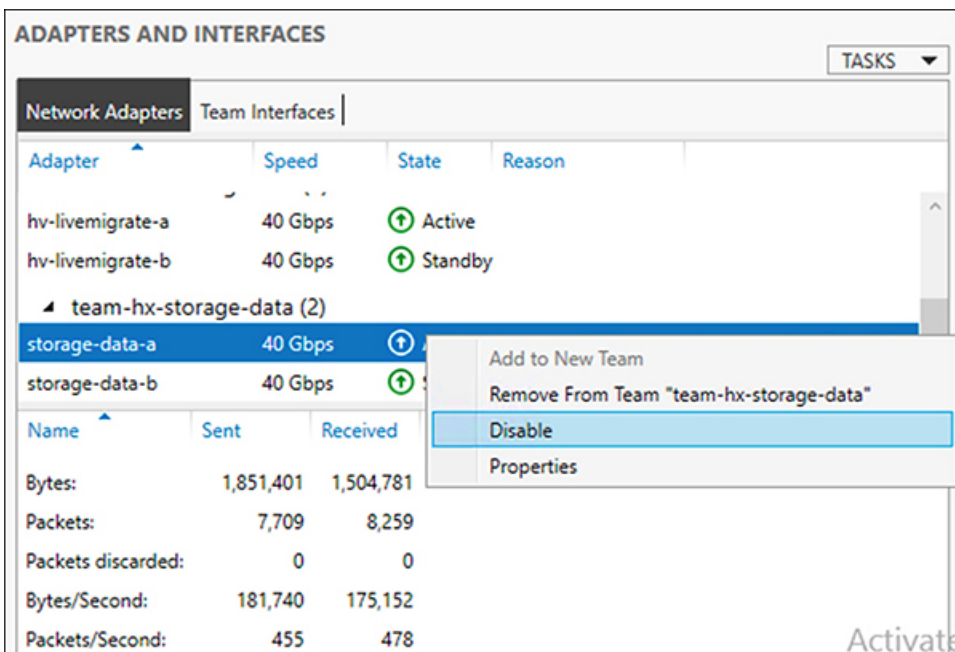 ADAPTERS AND INTERFACES
TASKS
Network Adapters Team Interfaces
Adapter Speed State Reason
hv-livemigrate-a 40 Gbps Active
hv-livemigrate-b 40 Gbps Standby
team-hx-storage-data (2)
storage-data-a 40 Gbps
storage-data-b 40 Gbps
Add to New Team
Remove From Team "team-hx-storage-data"
Disable
Properties
Name Sent Received
Bytes: 1,851,401 1,504,781
Packets: 7,709 8,259
Packets discarded: 0 0
Bytes/Second: 181,740 175,152
Packets/Second: 455 478
Activate